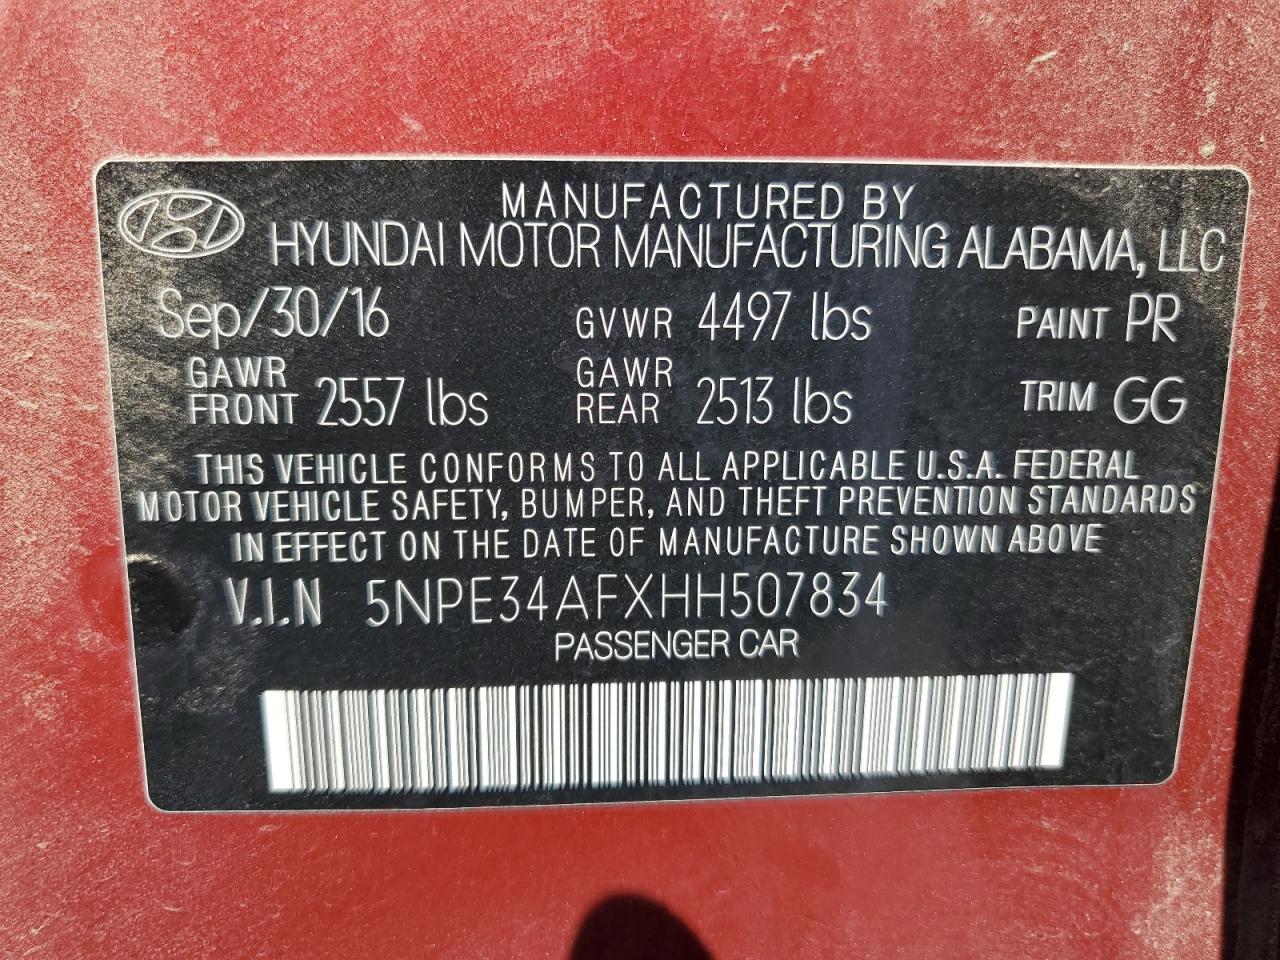 MANUFACTURED BY
HYUNDAI MOTOR MANUFACTURING ALABAMA, LLC
Sep/30/16 GVWR 4497 lbs PAINT PR
GAWR FRONT 2557 lbs GAWR REAR 2513 lbs TRIM GG
THIS VEHICLE CONFORMS TO ALL APPLICABLE U.S.A. FEDERAL
MOTOR VEHICLE SAFETY, BUMPER, AND THEFT PREVENTION STANDARDS
IN EFFECT ON THE DATE OF MANUFACTURE SHOWN ABOVE
V.I.N 5NPE34AFXHH507834
PASSENGER CAR